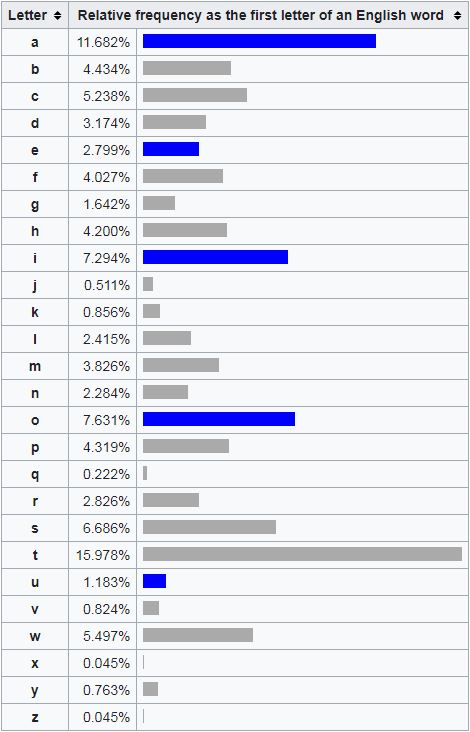 Letter Relative frequency as the first letter of an English word
a 11.682%
b 4.434%
c 5.238%
d 3.174%
e 2.799%
f 4.027%
g 1.642%
h 4.200%
i 7.294%
j 0.511%
k 0.856%
l 2.415%
m 3.826%
n 2.284%
o 7.631%
p 4.319%
q 0.222%
r 2.826%
s 6.686%
t 15.978%
u 1.183%
v 0.824%
w 5.497%
x 0.045%
y 0.763%
z 0.045%